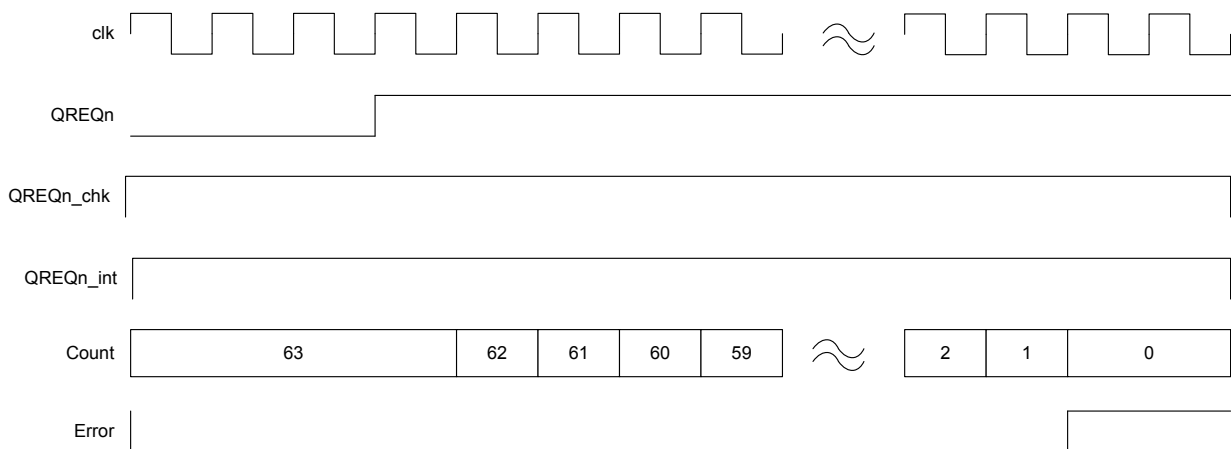 clk
QREQn
QREQn_chk
QREQn_int
Count 63 62 61 60 59 2 1 0
Error